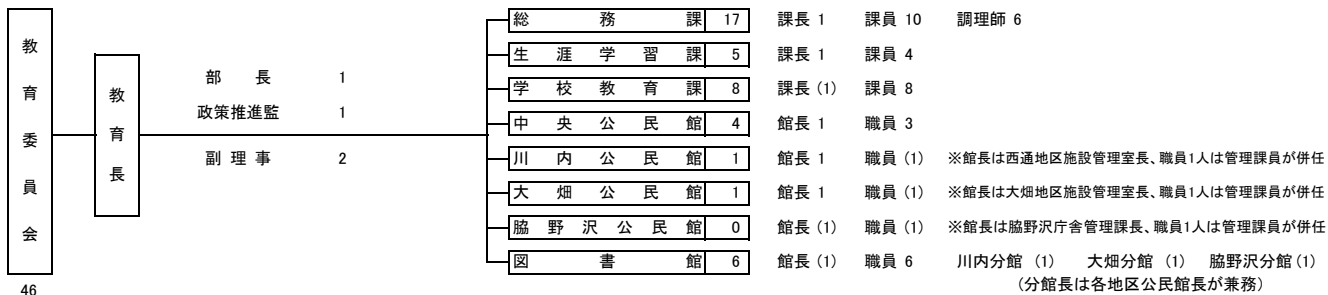 教育委員会
46
教育長
部長 1
政策推進監 1
副理事 2
総務課 17 課長 1 課員 10 調理師 6
生涯学習課 5 課長 1 課員 4
学校教育課 8 課長 (1) 課員 8
中央公民館 4 館長 1 職員 3
川内公民館 1 館長 1 職員 (1) ※館長は西通地区施設管理室長、職員1人は管理課員が併任
大畑公民館 1 館長 1 職員 (1) ※館長は大畑地区施設管理室長、職員1人は管理課員が併任
脇野沢公民館 0 館長 (1) 職員 (1) ※館長は脇野沢庁舎管理課長、職員1人は管理課員が併任
図書館 6 館長 (1) 職員 6 川内分館 (1) 大畑分館 (1) 脇野沢分館 (1)
(分館長は各地区公民館長が兼務)